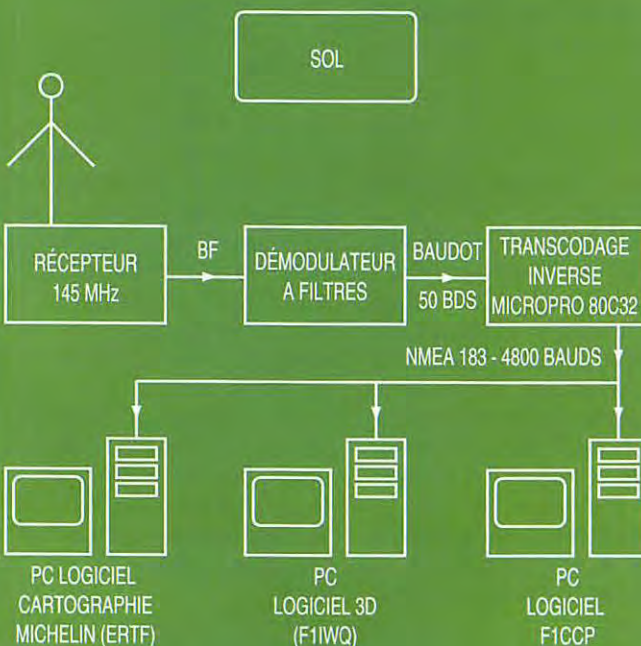 SOL
RÉCEPTEUR
145 MHz
BF
DÉMODULATEUR
A FILTRES
BAUDOT
50 BDS
TRANSCODAGE
INVERSE
MICROPRO 80C32
NMEA 183 - 4800 BAUDS
PC LOGICIEL
CARTOGRAPHIE
MICHELIN (ERTF)
PC
LOGICIEL 3D
(F1IWQ)
PC
LOGICIEL
F1CCP